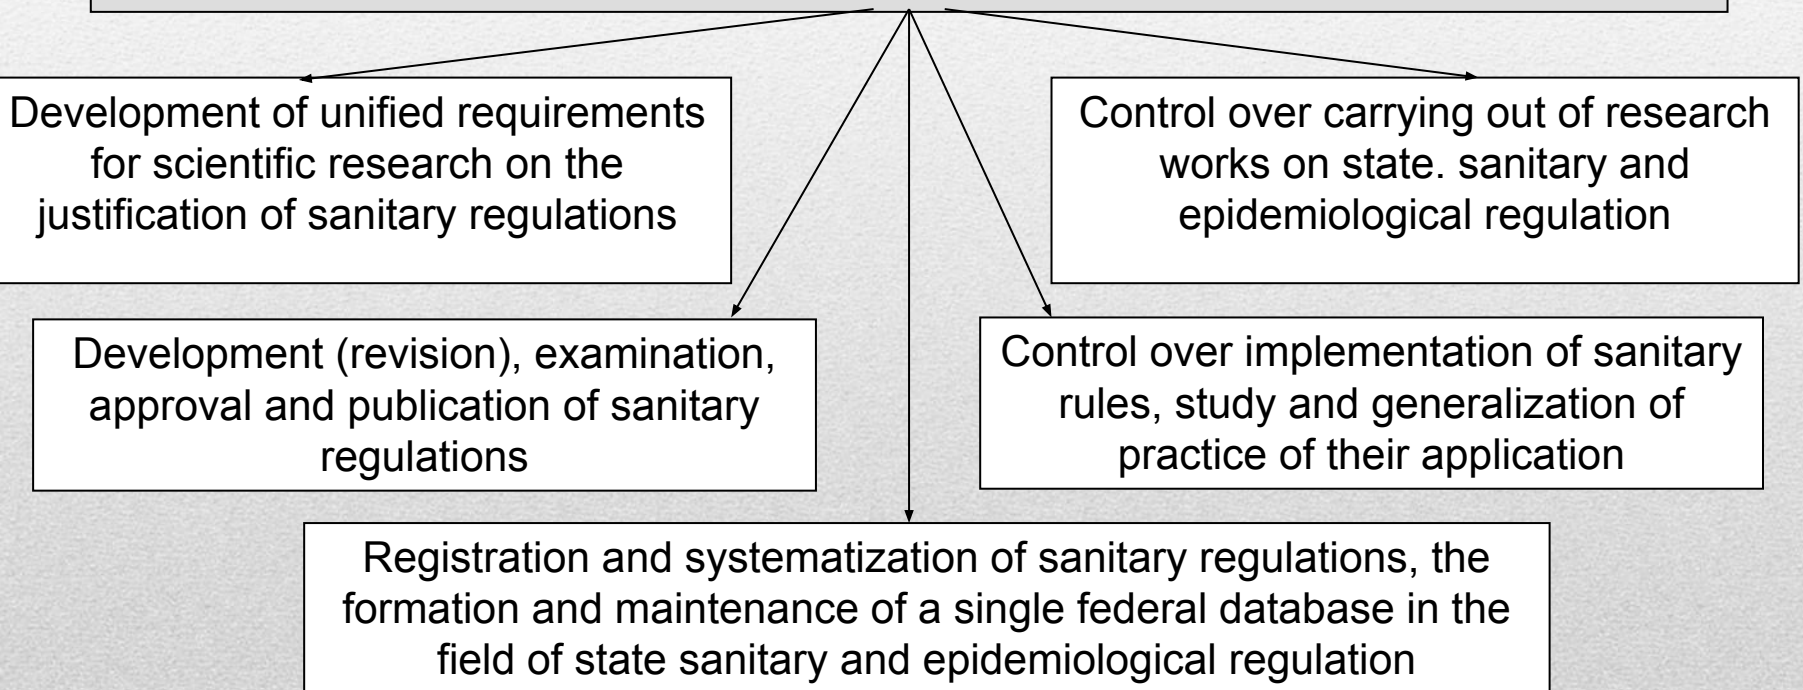 Development of unified requirements
for scientific research on the
justification of sanitary regulations
Control over carrying out of research
works on state. sanitary and
epidemiological regulation
Development (revision), examination,
approval and publication of sanitary
regulations
Control over implementation of sanitary
rules, study and generalization of
practice of their application
Registration and systematization of sanitary regulations, the
formation and maintenance of a single federal database in the
field of state sanitary and epidemiological regulation